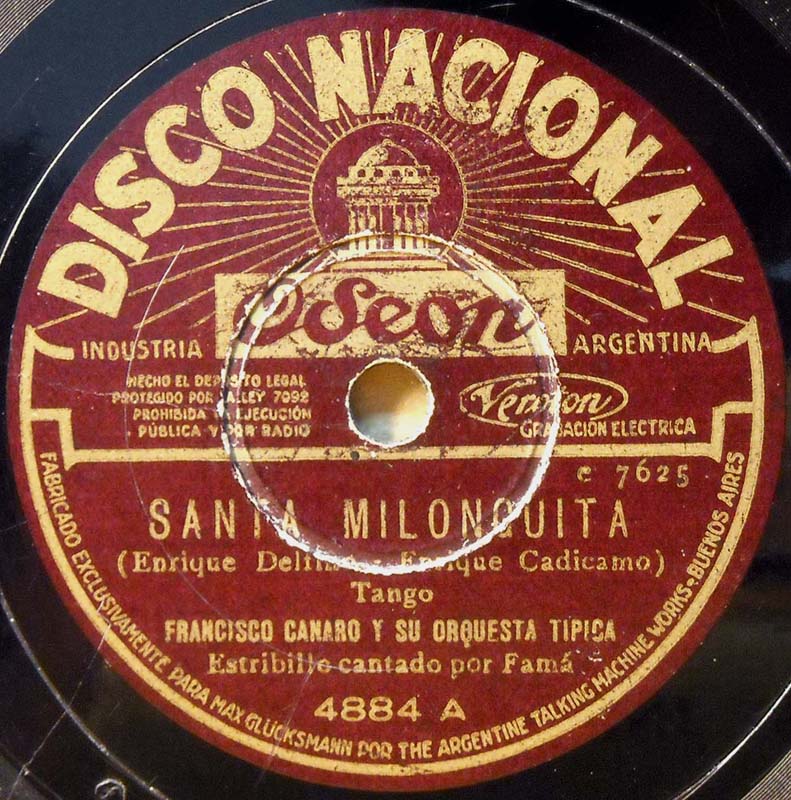 DISCO NACIONAL
Odeon
INDUSTRIA ARGENTINA
HECHO EL DEPOSITO LEGAL
PROTEGIDO POR LA LEY 7092
PROHIBIDA LA EJECUCIÓN
PÚBLICA Y POR RADIO
Veroton
GRABACIÓN ELECTRICA
e 7625
SANTA MILONGUITA
(Enrique Delfino - Enrique Cadicamo)
Tango
FRANCISCO CANARO Y SU ORQUESTA TIPICA
Estribillo cantado por Famá
4884 A
FABRICADO EXCLUSIVAMENTE PARA MAX GLÜCKSMANN POR THE ARGENTINE TALKING MACHINE WORKS-BUENOS AIRES